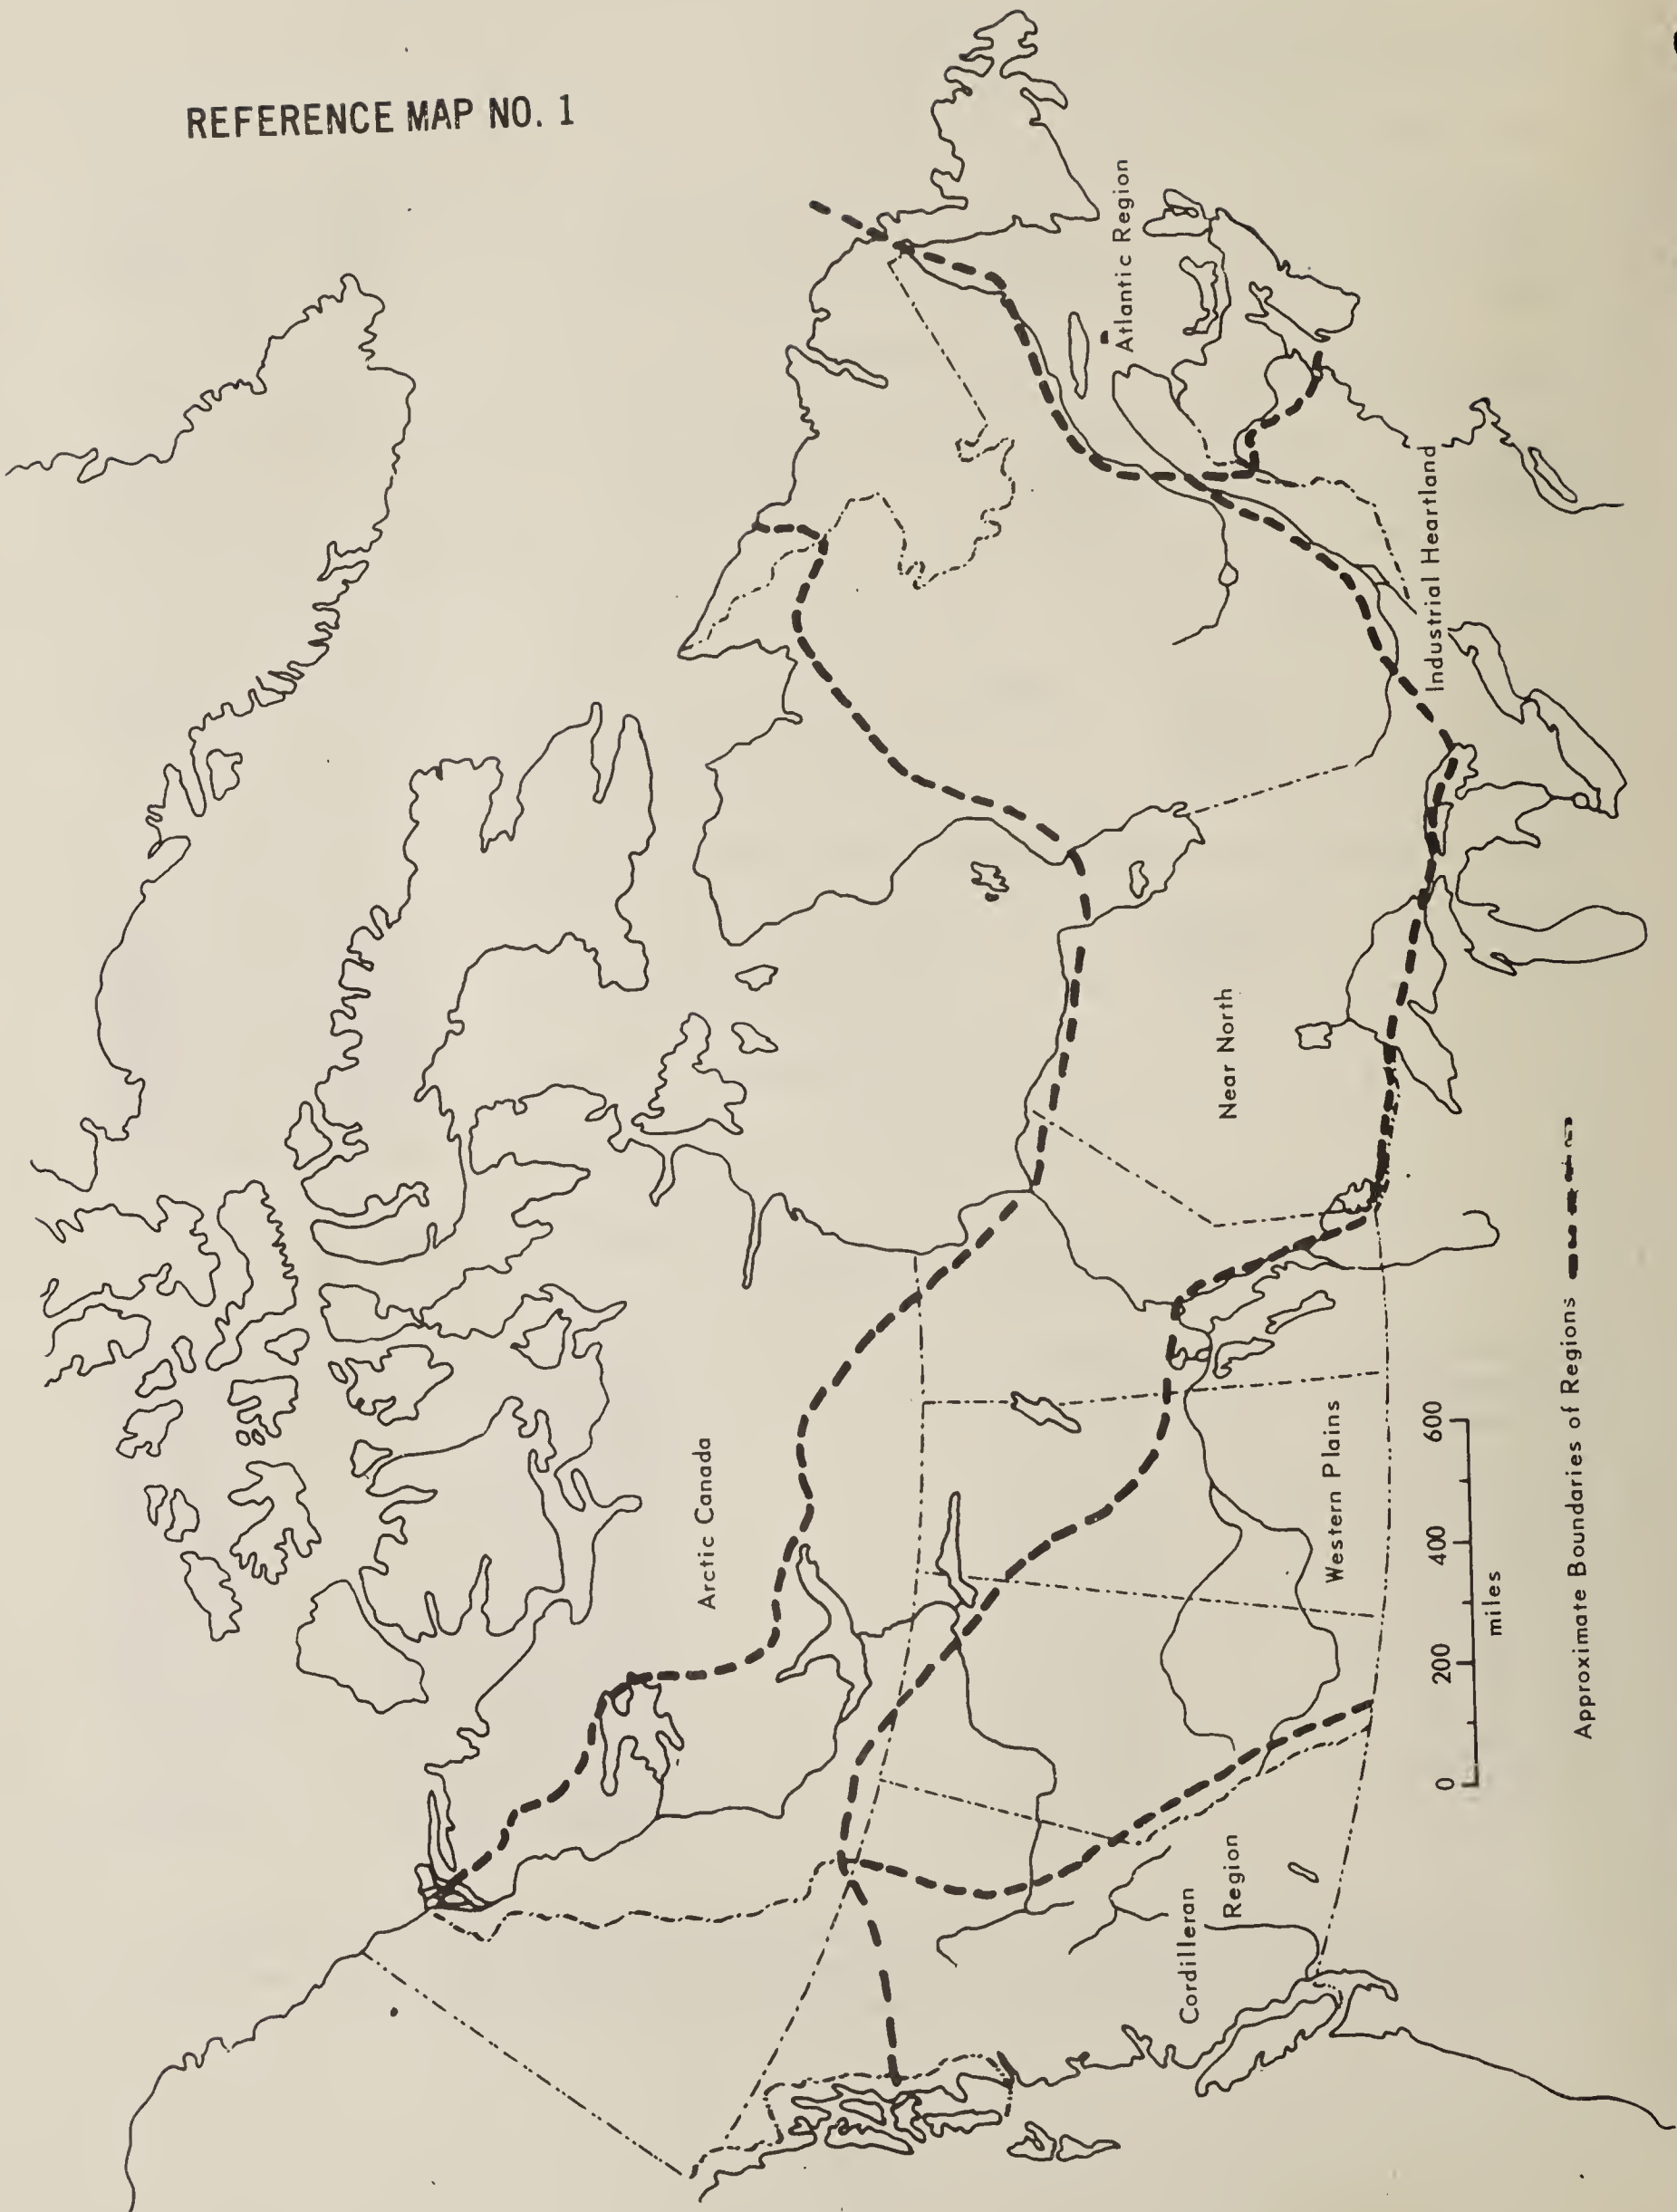 REFERENCE MAP NO. 1
Atlantic Region
Industrial Heartland
Near North
Arctic Canada
Western Plains
Cordilleran
Region
0 200 400 600
miles
Approximate Boundaries of Regions